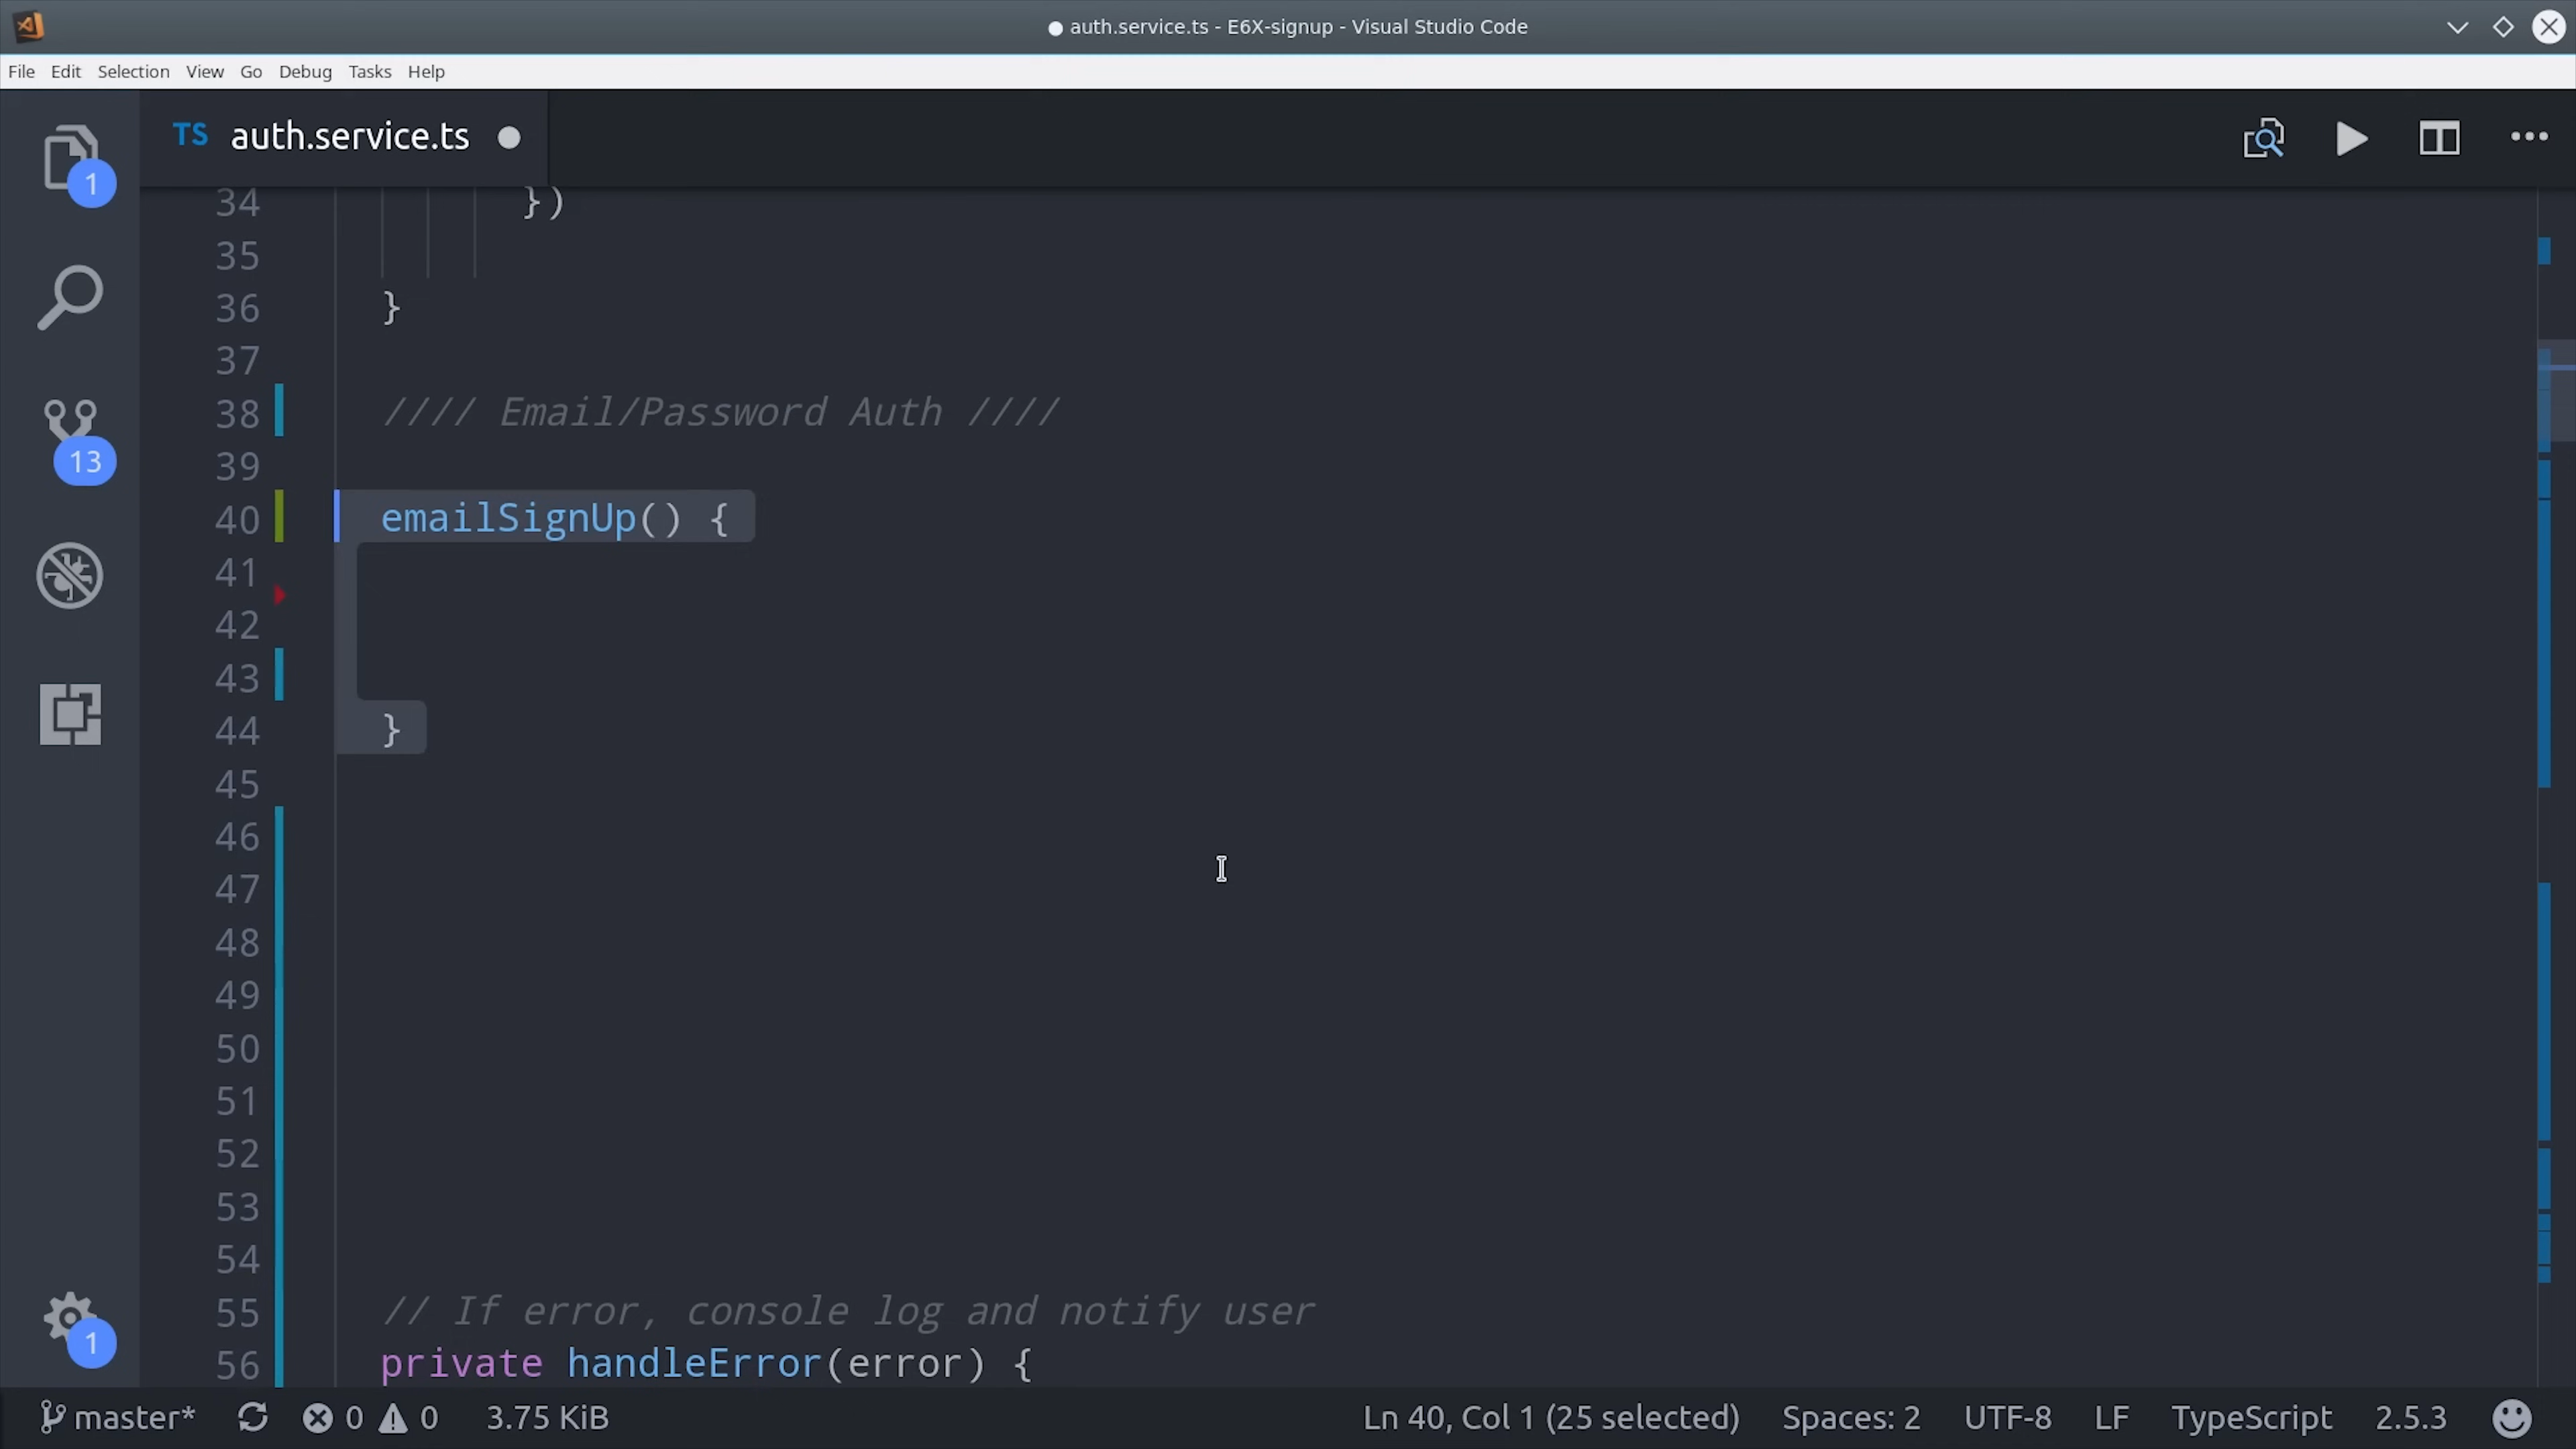 auth.service.ts - E6X-signup - Visual Studio Code
File Edit Selection View Go Debug Tasks Help
TS auth.service.ts
1
34 })
35
36 }
37
38 //// Email/Password Auth ////
39
13
40 emailSignUp() {
41
42
43
44 }
45
46
47
48
49
50
51
52
53
54
55 // If error, console log and notify user
1
56 private handleError(error) {
master* 0 0 3.75 KiB Ln 40, Col 1 (25 selected) Spaces: 2 UTF-8 LF TypeScript 2.5.3